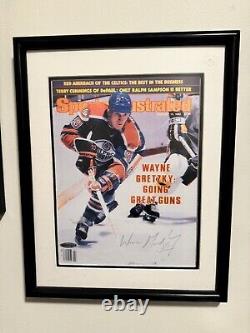 RED AUERBACH OF THE CELTICS: THE BEST IN THE BUSINESS
TERRY CUMMINGS OF DePAUL: ONLY RALPH SAMPSON IS BETTER
Sports Illustrated
WAYNE
GRETZKY:
GOING
GREAT GUNS